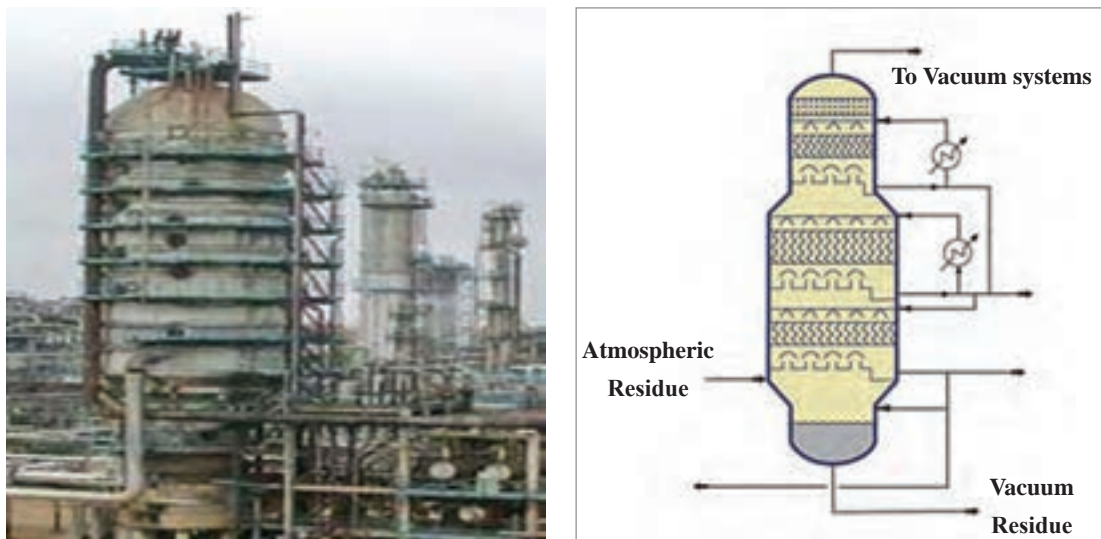 To Vacuum systems
Atmospheric
Residue
Vacuum
Residue